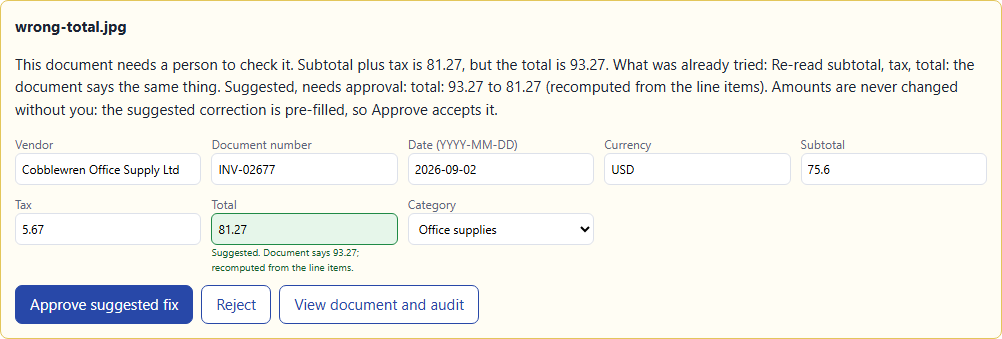 wrong-total.jpg
This document needs a person to check it. Subtotal plus tax is 81.27, but the total is 93.27. What was already tried: Re-read subtotal, tax, total: the
document says the same thing. Suggested, needs approval: total: 93.27 to 81.27 (recomputed from the line items). Amounts are never changed
without you: the suggested correction is pre-filled, so Approve accepts it.
Vendor Document number Date (YYYY-MM-DD) Currency Subtotal
Cobblewren Office Supply Ltd INV-02677 2026-09-02 USD 75.6
Tax Total Category
5.67 81.27 Office supplies
Suggested. Document says 93.27;
recomputed from the line items.
Approve suggested fix Reject View document and audit